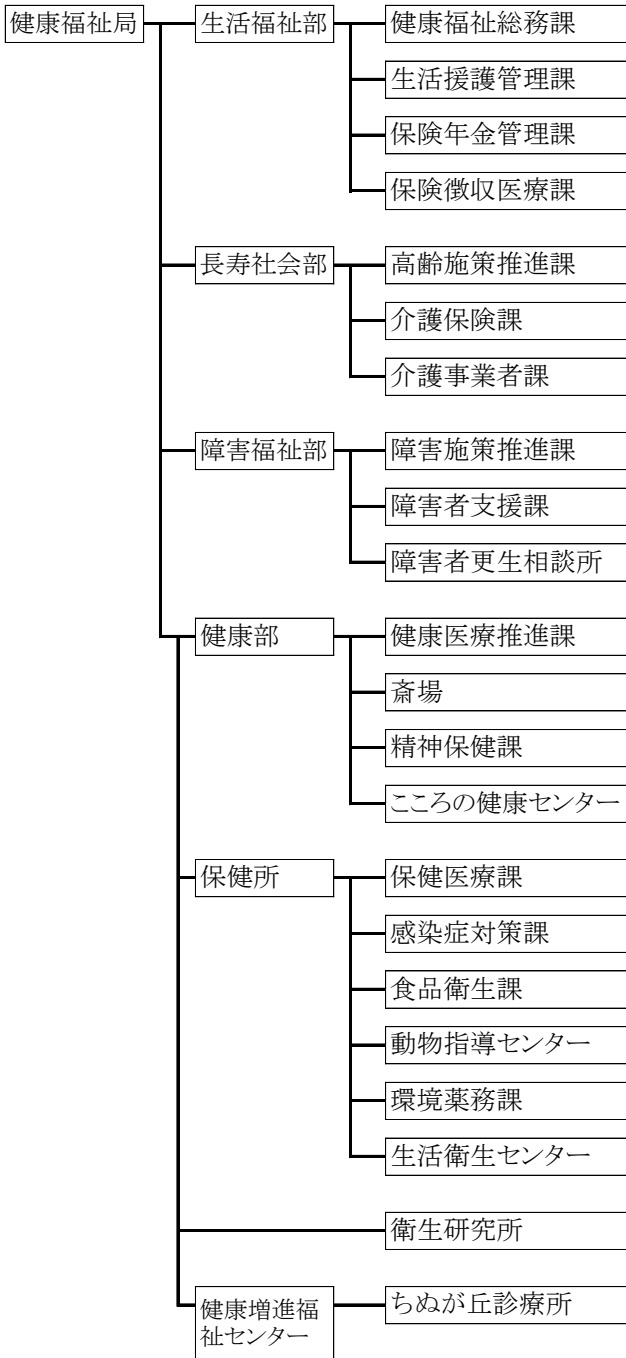 健康福祉局
生活福祉部
健康福祉総務課
生活援護管理課
保険年金管理課
保険徴収医療課
長寿社会部
高齢施策推進課
介護保険課
介護事業者課
障害福祉部
障害施策推進課
障害者支援課
障害者更生相談所
健康部
健康医療推進課
斎場
精神保健課
こころの健康センター
保健所
保健医療課
感染症対策課
食品衛生課
動物指導センター
環境薬務課
生活衛生センター
衛生研究所
健康増進福
祉センター
ちぬが丘診療所